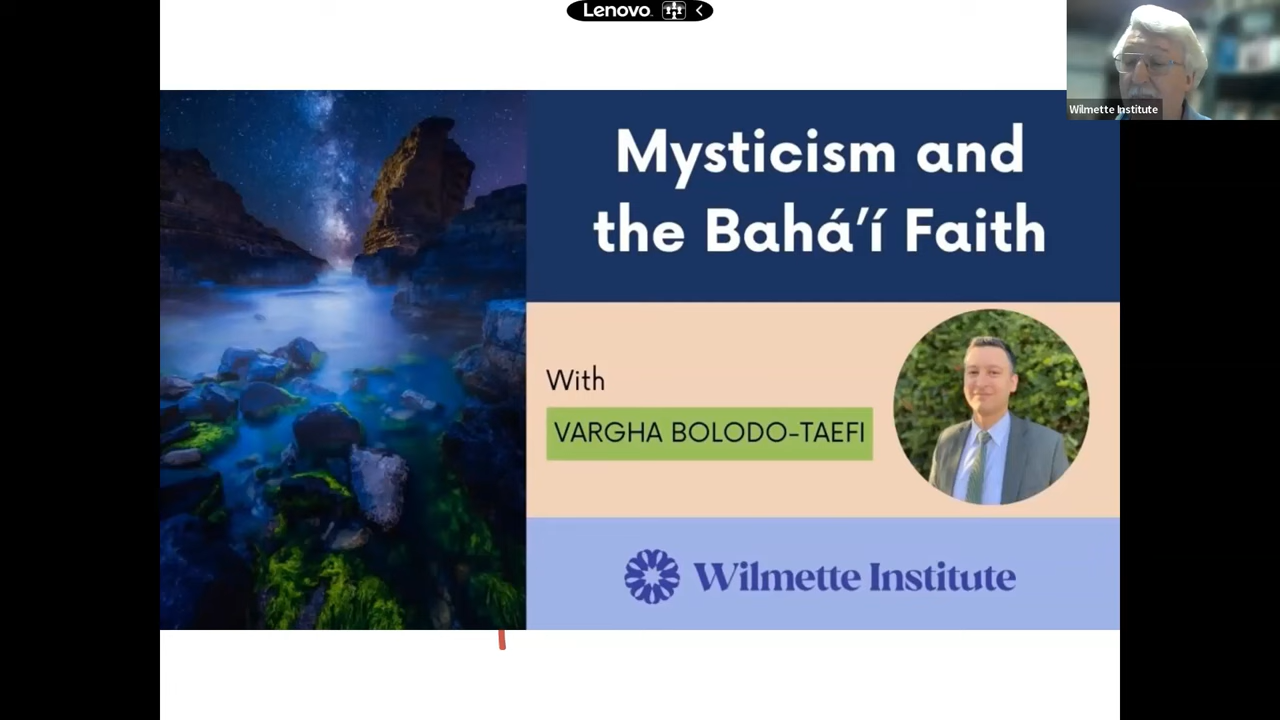 Lenovo
Wilmette Institute
Mysticism and
the Bahá’í Faith
With
VARGHA BOLODO-TAEFI
Wilmette Institute